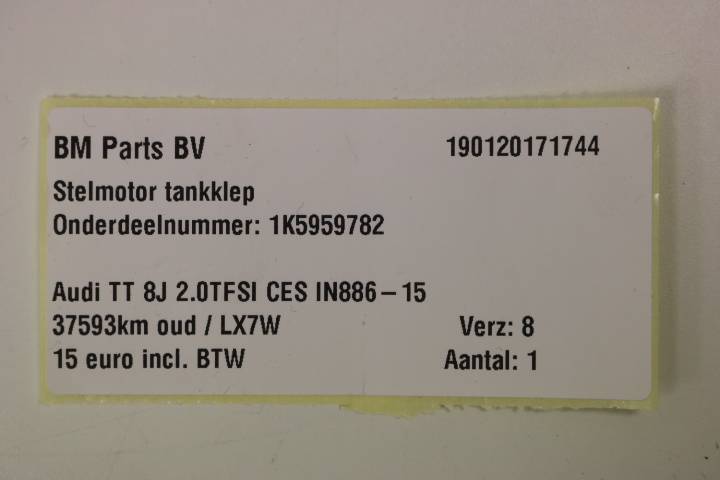 BM Parts BV 190120171744
Stelmotor tankklep
Onderdeelnummer: 1K5959782
Audi TT 8J 2.0TFSI CES IN886-15
37593km oud / LX7W Verz: 8
15 euro incl. BTW Aantal: 1